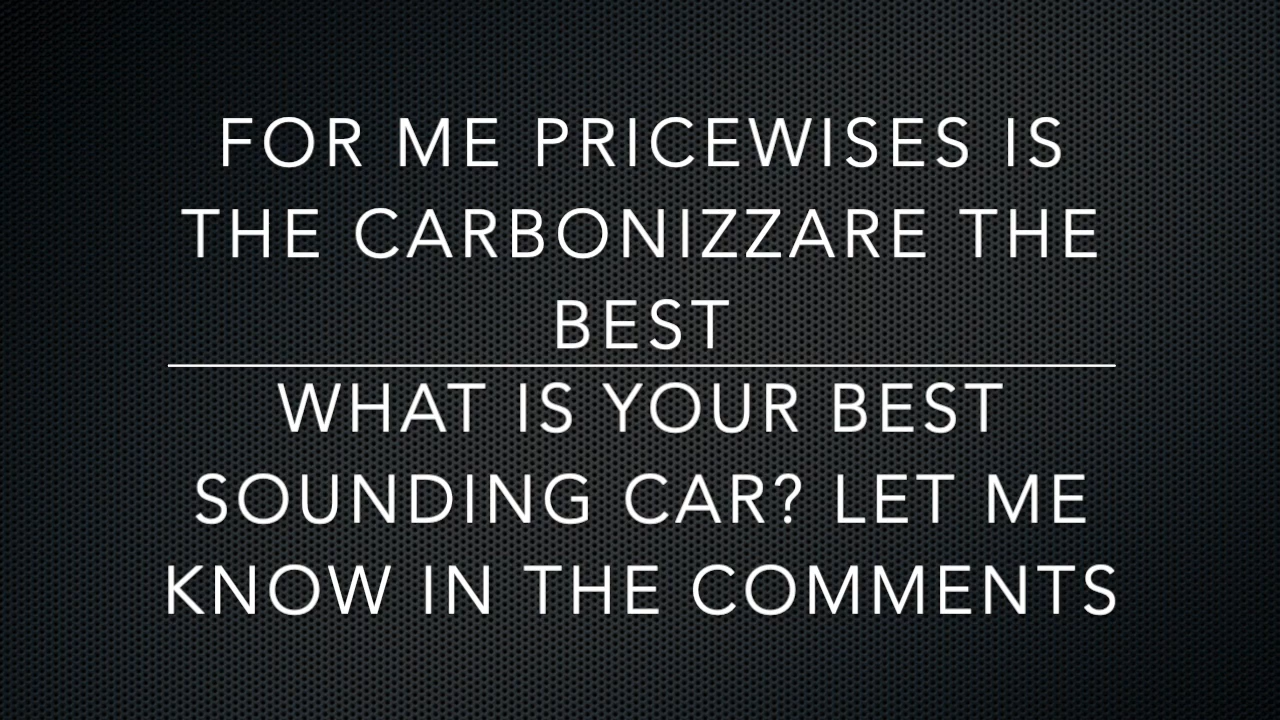 FOR ME PRICEWISES IS
THE CARBONIZZARE THE
BEST
WHAT IS YOUR BEST
SOUNDING CAR? LET ME
KNOW IN THE COMMENTS